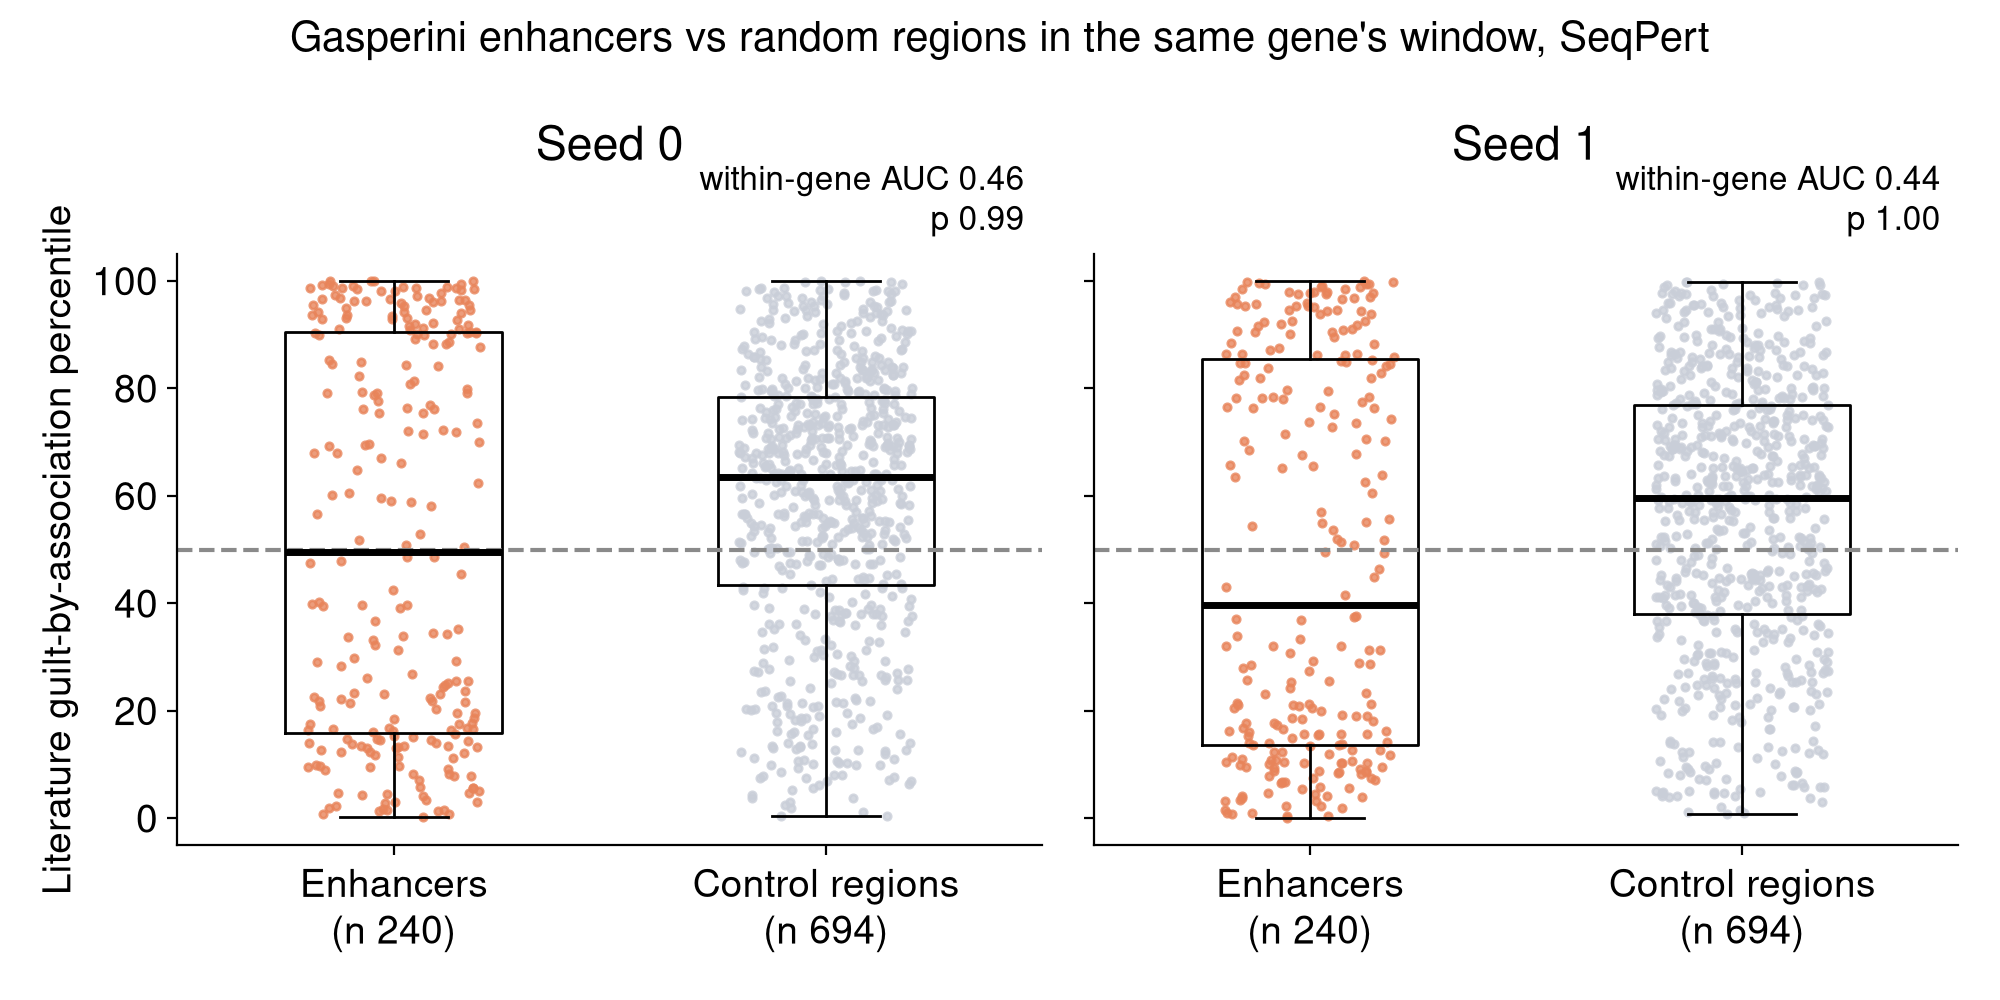 Gasperini enhancers vs random regions in the same gene's window, SeqPert
Seed 0
within-gene AUC 0.46
p 0.99
Seed 1
within-gene AUC 0.44
p 1.00
Literature guilt-by-association percentile
100
80
60
40
20
0
Enhancers
(n 240)
Control regions
(n 694)
Enhancers
(n 240)
Control regions
(n 694)